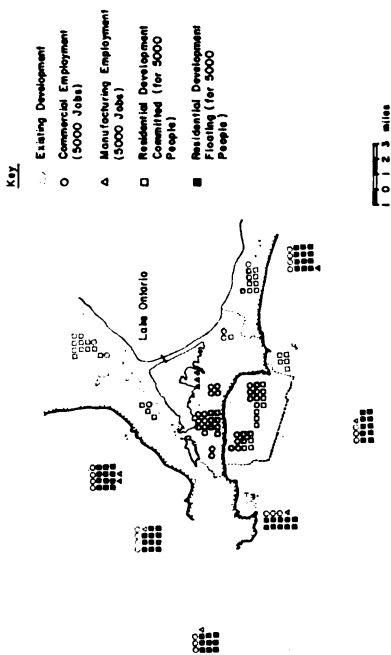 Key
Existing Development
Commercial Employment
(5000 Jobs)
Manufacturing Employment
(5000 Jobs)
Residential Development
Committed (for 5000
People)
Residential Development
Floating (for 5000
People)
Lake Ontario
1 0 1 2 3 miles